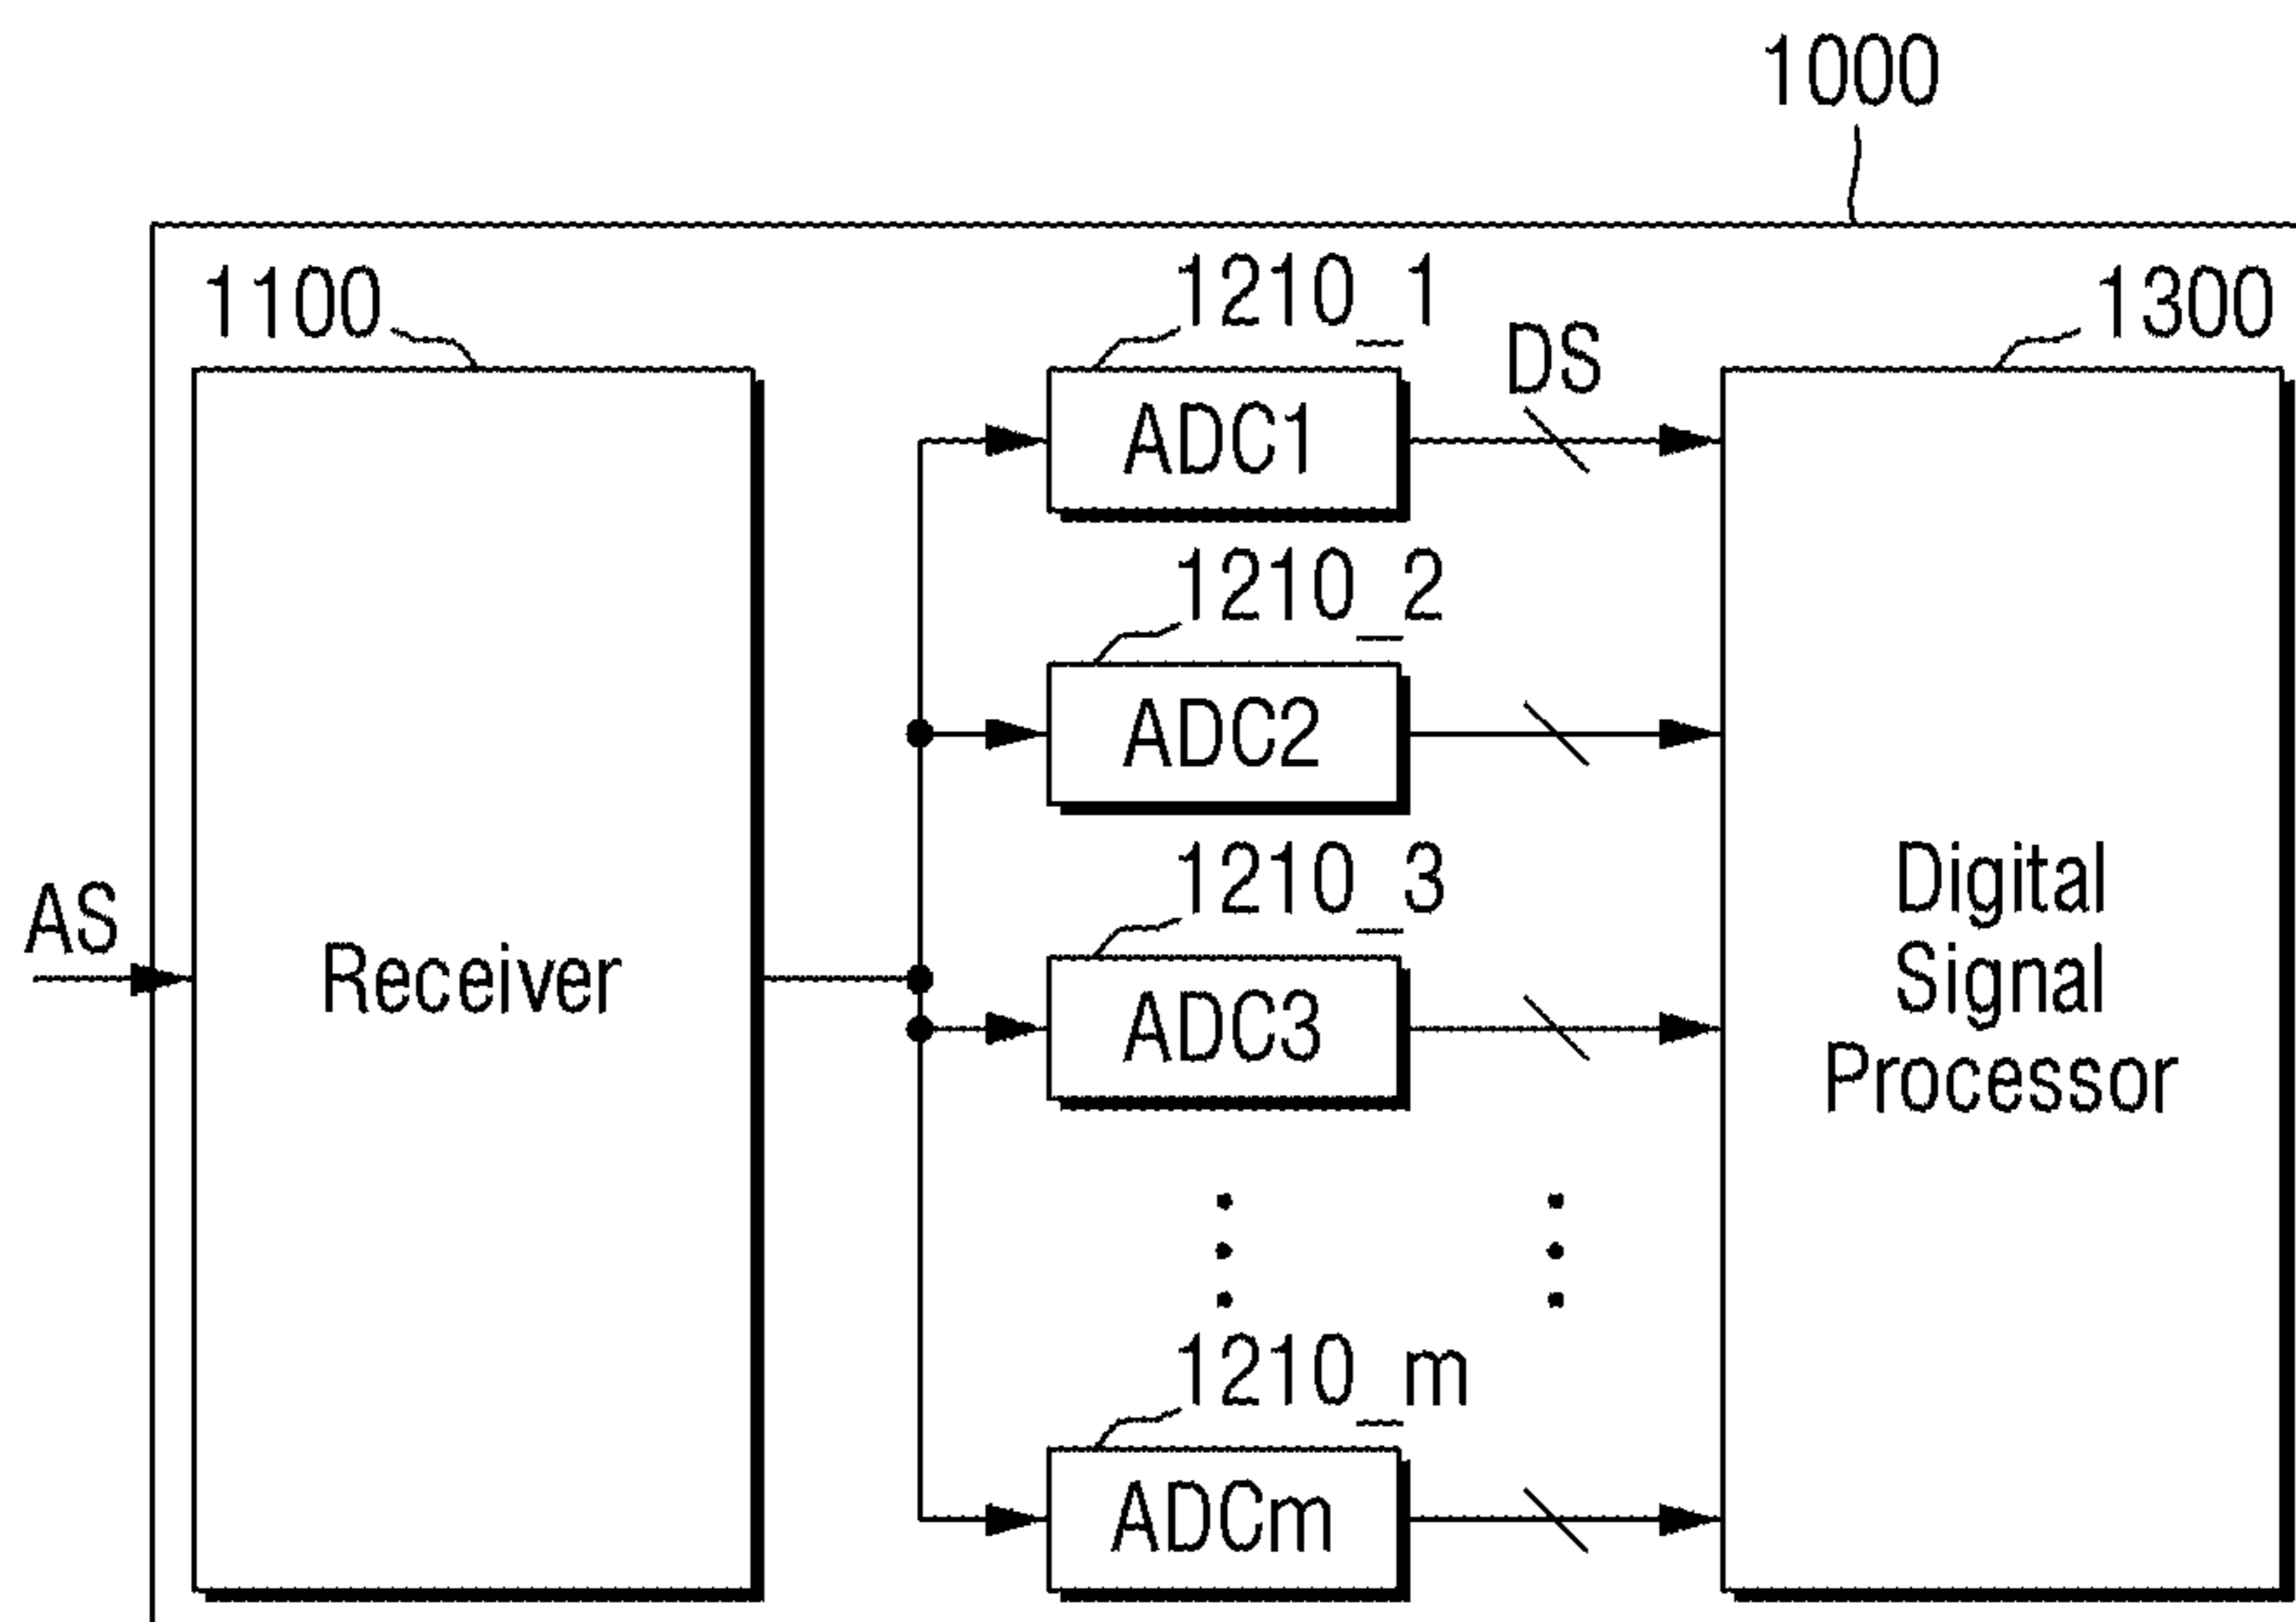 1000
1100
1210_1
1300
DS
ADC1
1210_2
ADC2
1210_3
AS
Receiver
ADC3
Digital
Signal
Processor
1210_m
ADCm